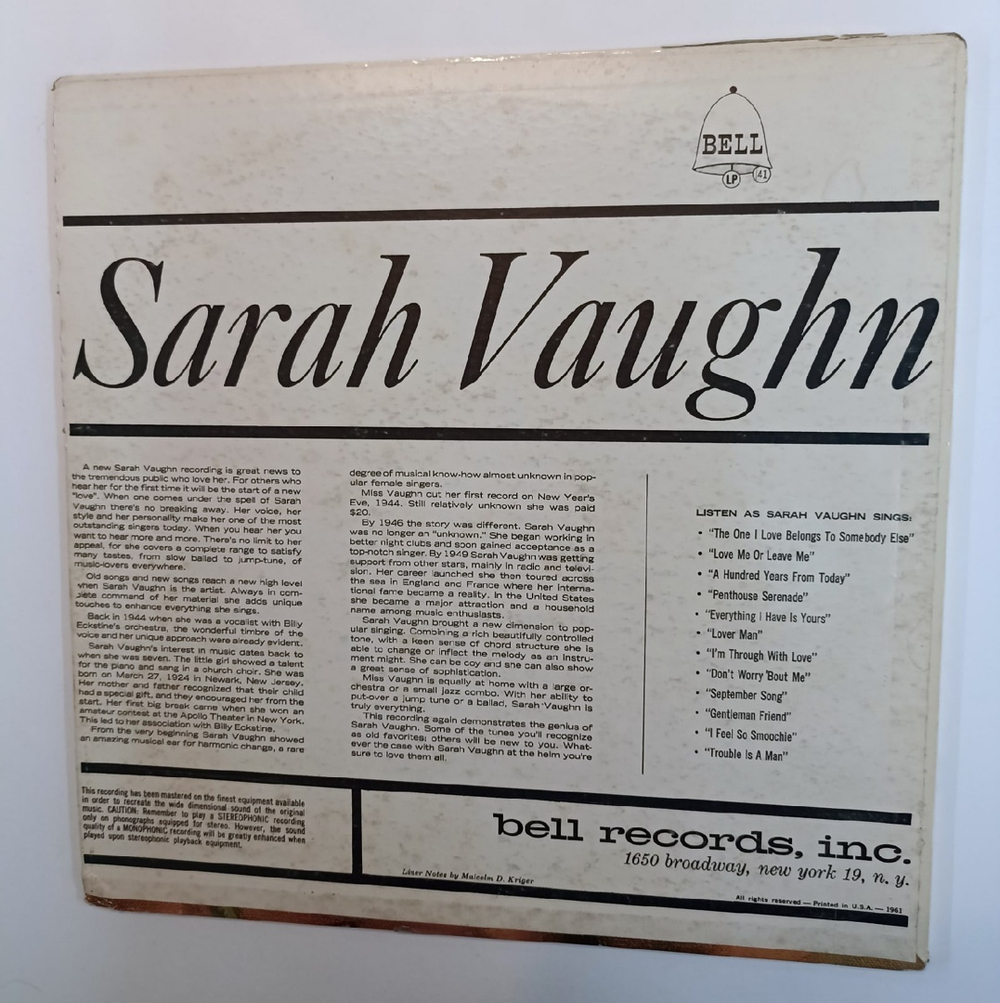 BELL
LP 41
Sarah Vaughn
A new Sarah Vaughn recording is great news to
the tremendous public who love her. For others who
hear her for the first time it will be the start of a new
"love". When one comes under the spell of Sarah
Vaughn there's no breaking away. Her voice, her
style and her personality make her one of the most
outstanding singers today. When you hear her you
want to hear more and more. There's no limit to her
appeal, for she covers a complete range to satisfy
many tastes, from slow ballad to jump-tune, of
music-lovers everywhere.
Old songs and new songs reach a new high level
when Sarah Vaughn is the artist. Always in com-
plete command of her material she adds unique
touches to enhance everything she sings.
Back in 1944 when she was a vocalist with Billy
Eckstine's orchestra, the wonderful timbre of the
voice and her unique approach were already evident.
Sarah Vaughn's interest in music dates back to
when she was seven. The little girl showed a talent
for the piano and sang in a church choir. She was
born on March 27, 1924 in Newark, New Jersey.
Her mother and father recognized that their child
had a special gift, and they encouraged her from the
start. Her first big break came when she won an
amateur contest at the Apollo Theater in New York.
This led to her association with Billy Eckstine.
From the very beginning Sarah Vaughn showed
an amazing musical ear for harmonic change, a rare
degree of musical know-how almost unknown in pop-
ular female singers.
Miss Vaughn cut her first record on New Year's
Eve, 1944. Still relatively unknown she was paid
$20.
By 1946 the story was different. Sarah Vaughn
was no longer an "unknown." She began working in
better night clubs and soon gained acceptance as a
top-notch singer. By 1949 Sarah Vaughn was getting
support from other stars, mainly in radio and televi-
sion. Her career launched she then toured across
the sea in England and France where her interna-
tional fame became a reality. In the United States
she became a major attraction and a household
name among music enthusiasts.
Sarah Vaughn brought a new dimension to pop-
ular singing. Combining a rich beautifully controlled
tone, with a keen sense of chord structure she is
able to change or inflect the melody as an instru-
ment might. She can be coy and she can also show
a great sense of sophistication.
Miss Vaughn is equally at home with a large or-
chestra or a small jazz combo. With her ability to
put-over a jump tune or a ballad, Sarah Vaughn is
truly everything.
This recording again demonstrates the genius of
Sarah Vaughn. Some of the tunes you'll recognize
as old favorites; others will be new to you. What-
ever the case with Sarah Vaughn at the helm you're
sure to love them all.
LISTEN AS SARAH VAUGHN SINGS:
• "The One I Love Belongs To Somebody Else"
• "Love Me Or Leave Me"
• "A Hundred Years From Today"
• "Penthouse Serenade"
• "Everything I Have Is Yours"
• "Lover Man"
• "I'm Through With Love"
• "Don't Worry 'Bout Me"
• "September Song"
• "Gentleman Friend"
• "I Feel So Smoochie"
• "Trouble Is A Man"
This recording has been mastered on the finest equipment available
in order to recreate the wide dimensional sound of the original
music. CAUTION: Remember to play a STEREOPHONIC recording
only on phonographs equipped for stereo. However, the sound
quality of a MONOPHONIC recording will be greatly enhanced when
played upon stereophonic playback equipment.
Liner Notes by Malcolm D. Kriger
bell records, inc.
1650 broadway, new york 19, n. y.
All rights reserved — Printed in U.S.A. — 1961